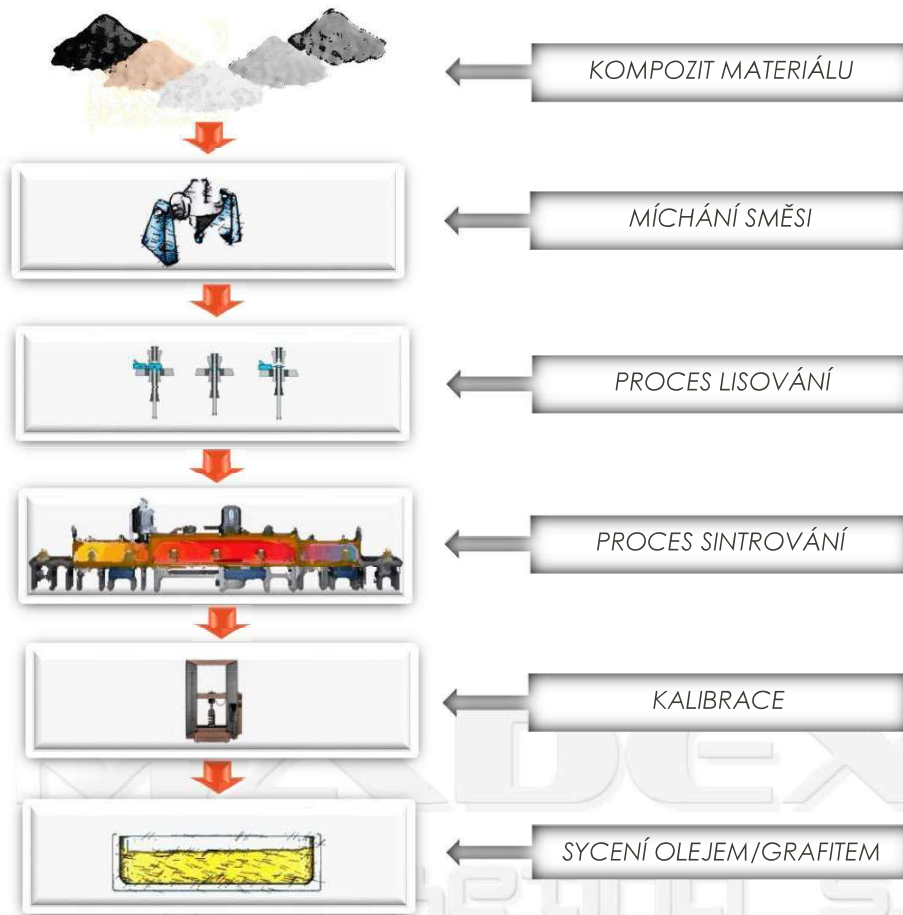 KOMPOZIT MATERIÁLU
MÍCHÁNÍ SMĚSI
PROCES LISOVÁNÍ
PROCES SINTROVÁNÍ
KALIBRACE
SYCENÍ OLEJEM/GRAFITEM